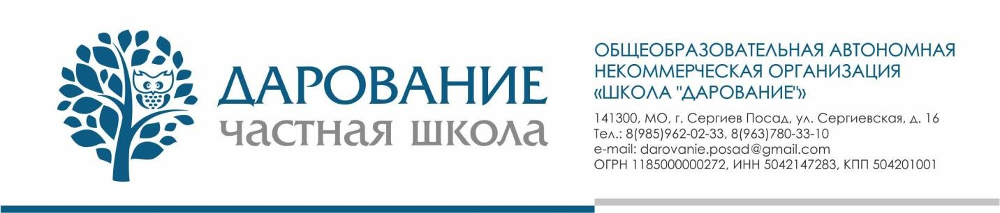 ДАРОВАНИЕ
частная школа
ОБЩЕОБРАЗОВАТЕЛЬНАЯ АВТОНОМНАЯ
НЕКОММЕРЧЕСКАЯ ОРГАНИЗАЦИЯ
«ШКОЛА "ДАРОВАНИЕ"»
141300, МО, г. Сергиев Посад, ул. Сергиевская, д. 16
Тел.: 8(985)962-02-33, 8(963)780-33-10
e-mail: darovanie.posad@gmail.com
ОГРН 1185000000272, ИНН 5042147283, КПП 504201001